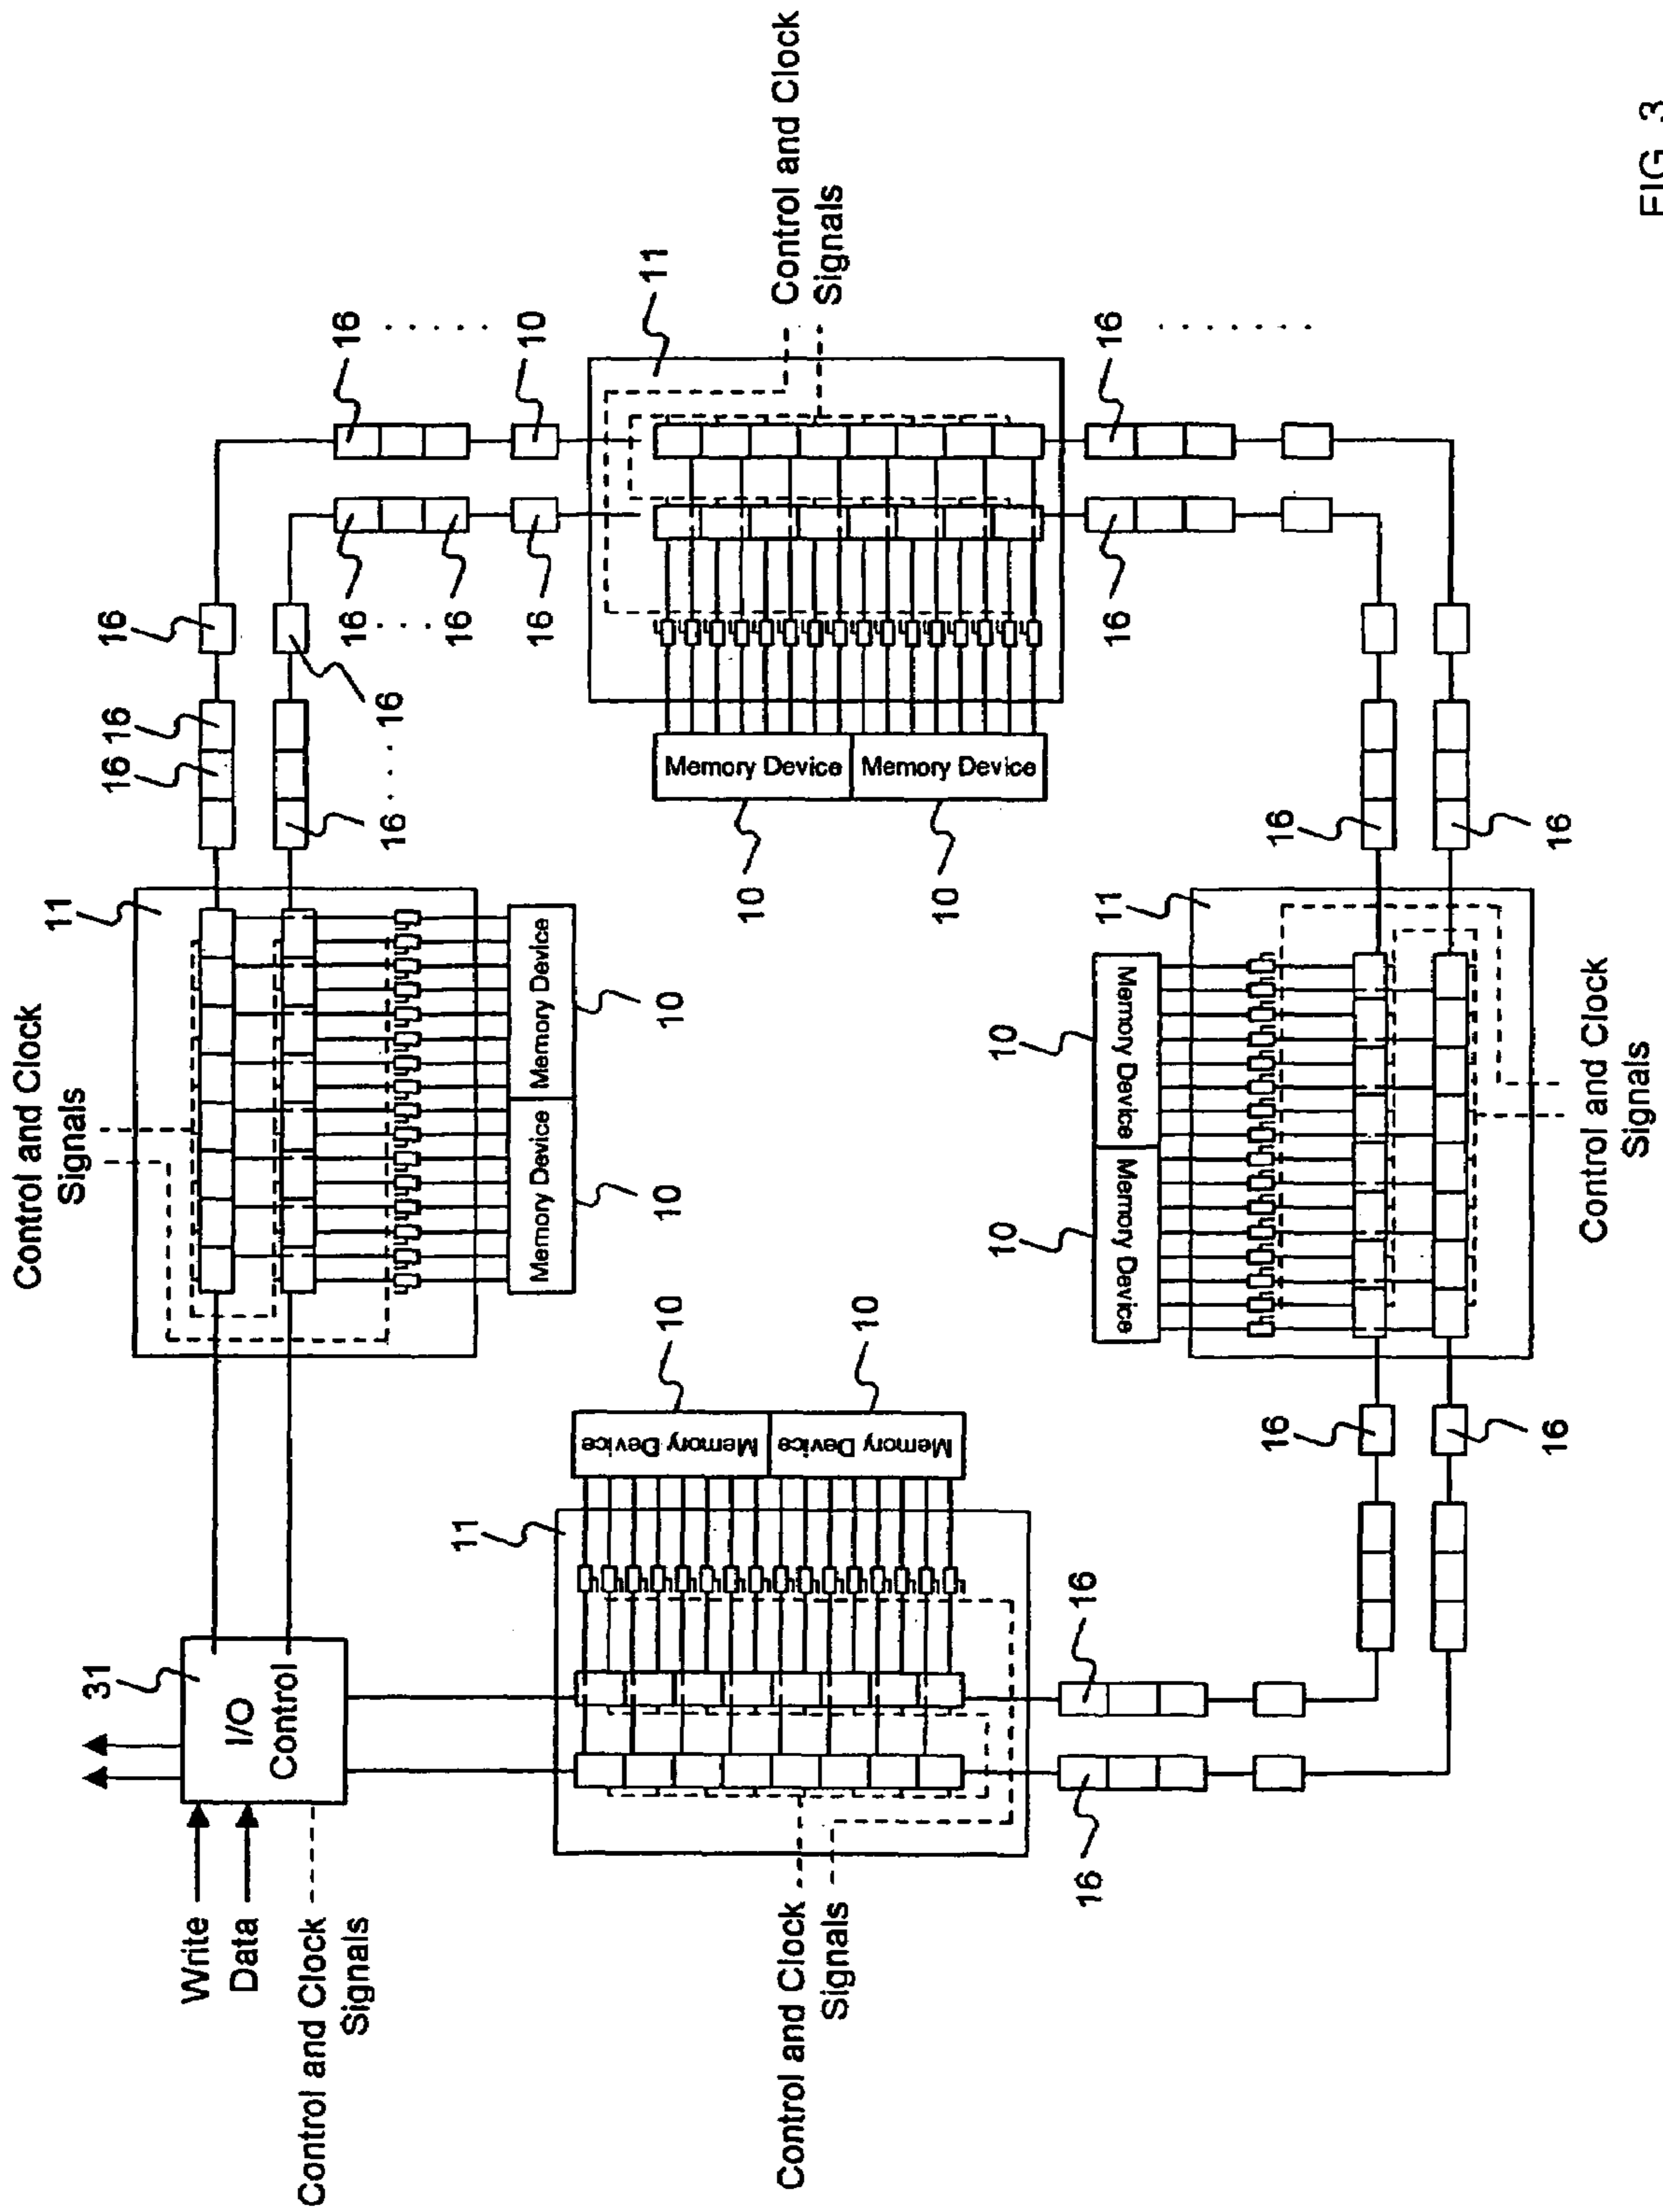 Control and Clock
Signals
31
11
16
16
16
Write
Data
I/O
Control
Control and Clock
Signals
16
16
16
16
16
16
10
Memory Device
Memory Device
10
10
11
Memory Device
Memory Device
10
10
11
Control and Clock
Signals
Memory Device
Memory Device
10
10
Control and Clock
Signals
16
16
10
10
Memory Device
Memory Device
11
16
16
16
16
16
16
Control and Clock
Signals
FIG. 3